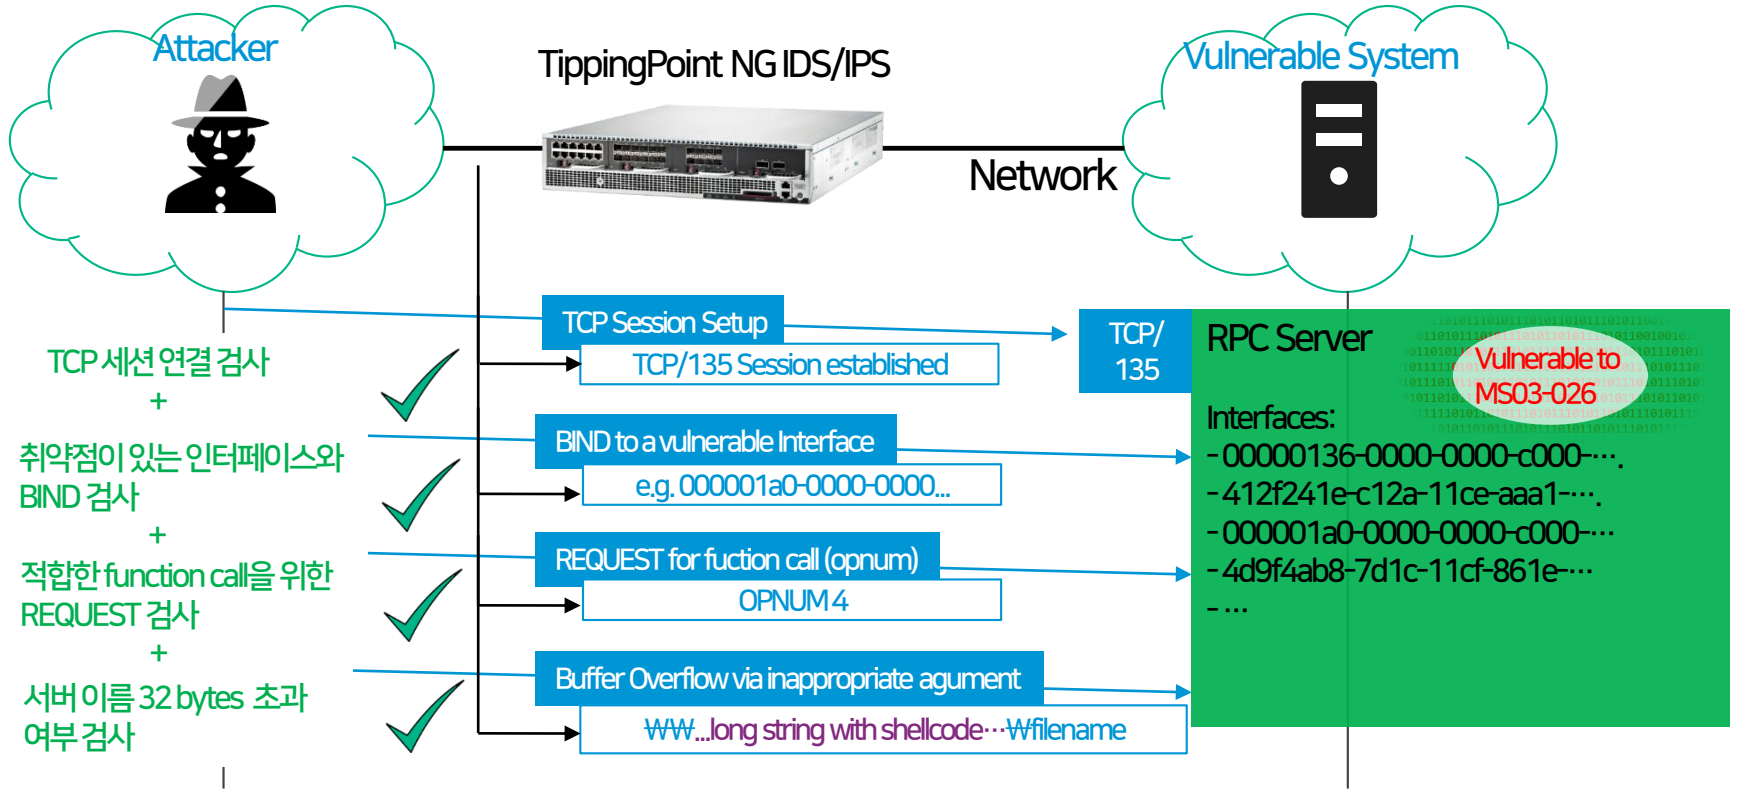 Attacker
TippingPoint NG IDS/IPS
Vulnerable System
Network
TCP Session Setup
TCP/135 Session established
TCP/
135
RPC Server
Vulnerable to
MS03-026
TCP 세션 연결 검사
+
취약점이 있는 인터페이스와
BIND 검사
+
적합한 function call을 위한
REQUEST 검사
+
서버 이름 32 bytes 초과
여부 검사
BIND to a vulnerable Interface
e.g. 000001a0-0000-0000...
REQUEST for fuction call (opnum)
OPNUM 4
Buffer Overflow via inappropriate agument
₩₩...long string with shellcode…₩filename
Interfaces:
- 00000136-0000-0000-c000-….
- 412f241e-c12a-11ce-aaa1-….
- 000001a0-0000-0000-c000-…
- 4d9f4ab8-7d1c-11cf-861e-…
- …